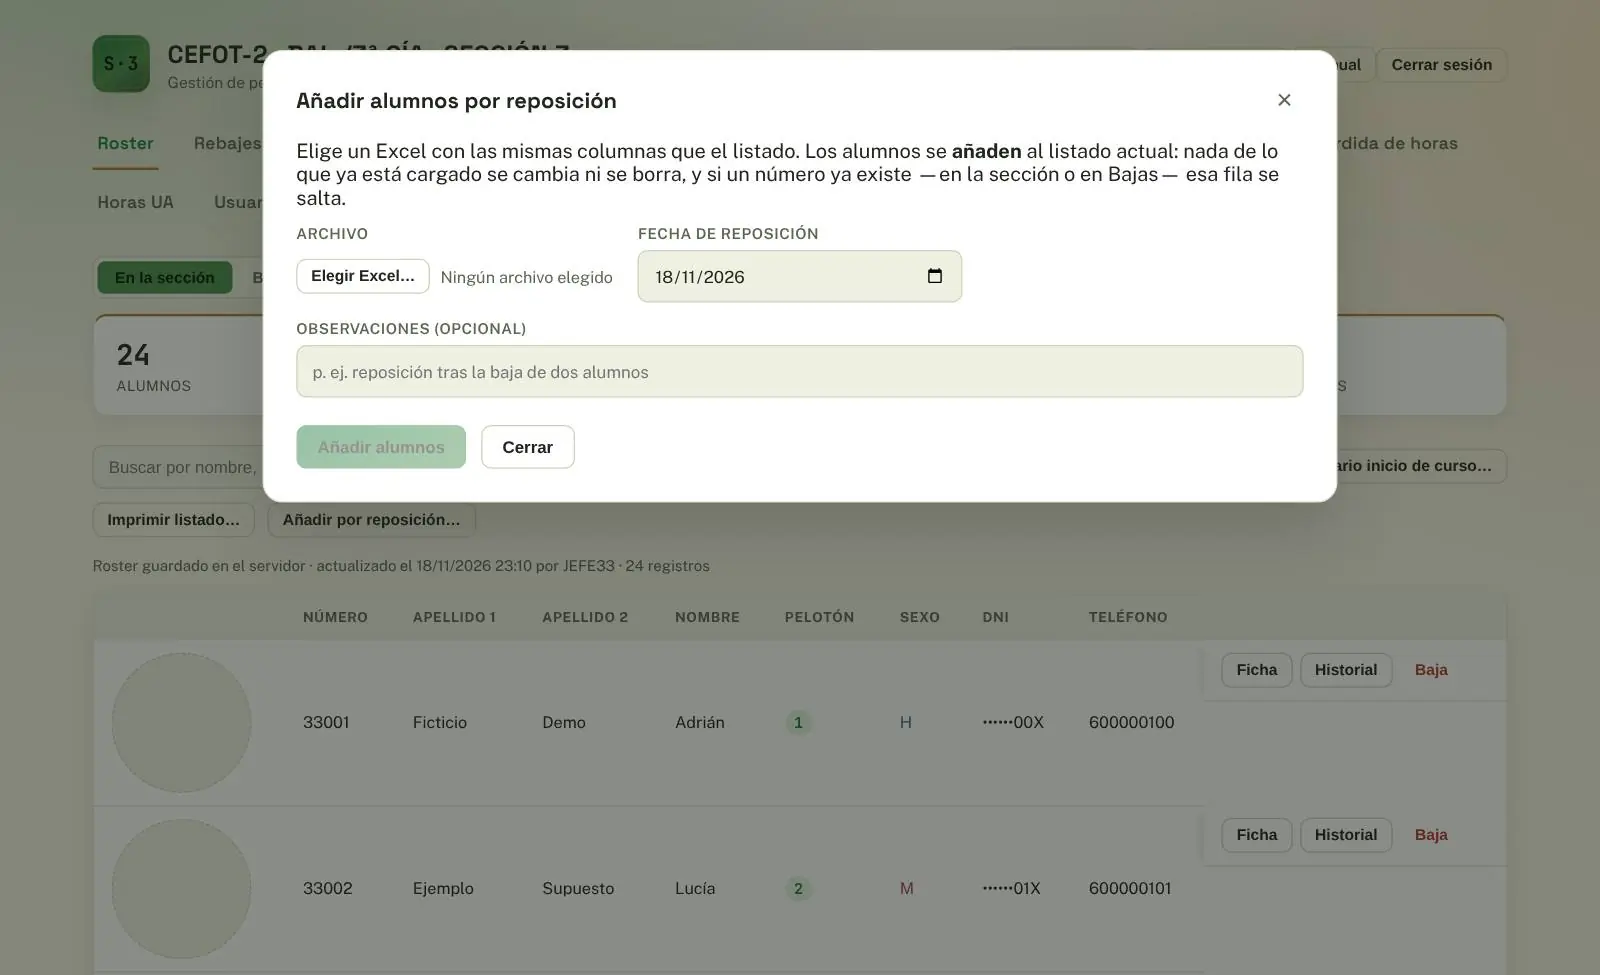 S·3
CEFOT-2
Gestión de pe
Cerrar sesión
Roster
Rebajes
rdida de horas
Horas UA
Usuar
En la sección
24
ALUMNOS
Buscar por nombre,
ario inicio de curso...
Añadir alumnos por reposición
×
Elige un Excel con las mismas columnas que el listado. Los alumnos se añaden al listado actual: nada de lo
que ya está cargado se cambia ni se borra, y si un número ya existe —en la sección o en Bajas— esa fila se
salta.
ARCHIVO
FECHA DE REPOSICIÓN
Elegir Excel...
Ningún archivo elegido
18/11/2026
OBSERVACIONES (OPCIONAL)
p. ej. reposición tras la baja de dos alumnos
Añadir alumnos
Cerrar
Imprimir listado...
Añadir por reposición...
Roster guardado en el servidor · actualizado el 18/11/2026 23:10 por JEFE33 · 24 registros
NÚMERO APELLIDO 1 APELLIDO 2 NOMBRE PELOTÓN SEXO DNI TELÉFONO
33001 Ficticio Demo Adrián 1 H ••••••00X 600000100 Ficha Historial Baja
33002 Ejemplo Supuesto Lucía 2 M ••••••01X 600000101 Ficha Historial Baja